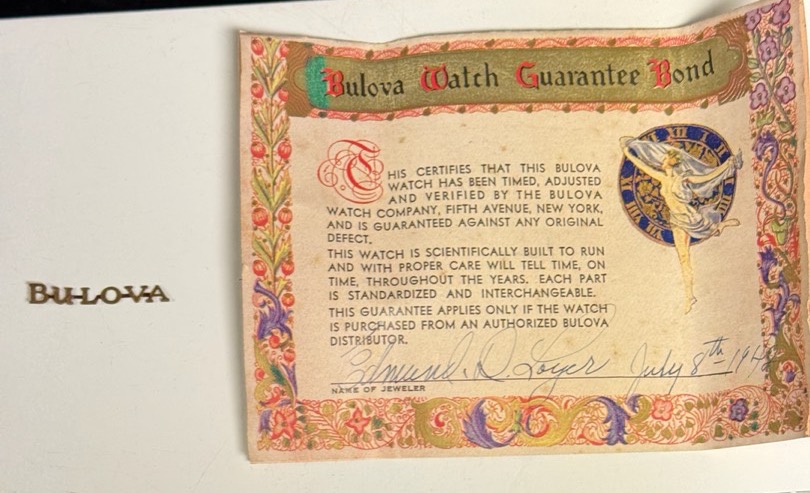 Bulova Watch Guarantee Bond
THIS CERTIFIES THAT THIS BULOVA
WATCH HAS BEEN TIMED, ADJUSTED
AND VERIFIED BY THE BULOVA
WATCH COMPANY, FIFTH AVENUE, NEW YORK,
AND IS GUARANTEED AGAINST ANY ORIGINAL
DEFECT.
THIS WATCH IS SCIENTIFICALLY BUILT TO RUN
AND WITH PROPER CARE WILL TELL TIME, ON
TIME, THROUGHOUT THE YEARS. EACH PART
IS STANDARDIZED AND INTERCHANGEABLE.
THIS GUARANTEE APPLIES ONLY IF THE WATCH
IS PURCHASED FROM AN AUTHORIZED BULOVA
DISTRIBUTOR.
Edmund. D. July 8th
NAME OF JEWELER
BULOVA